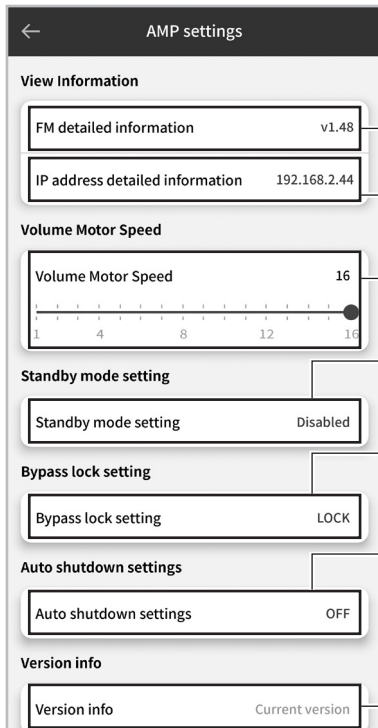 AMP settings
View Information
FM detailed information v1.48
IP address detailed information 192.168.2.44
Volume Motor Speed
Volume Motor Speed 16
1 4 8 12 16
Standby mode setting
Standby mode setting Disabled
Bypass lock setting
Bypass lock setting LOCK
Auto shutdown settings
Auto shutdown settings OFF
Version info
Version info Current version